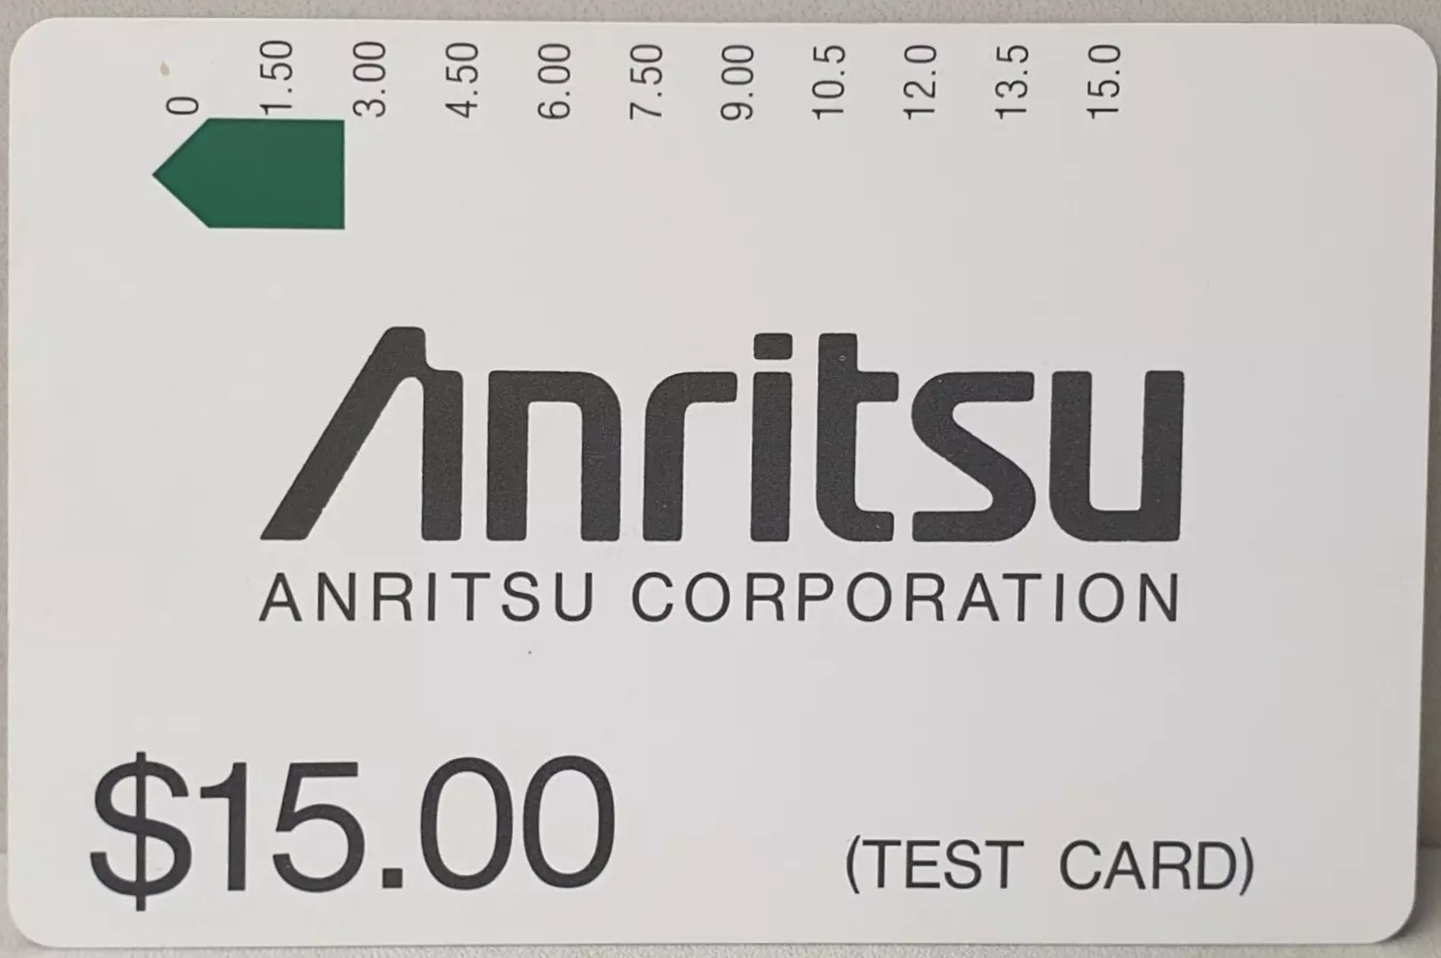 0 1.50 3.00 4.50 6.00 7.50 9.00 10.5 12.0 13.5 15.0
Anritsu
ANRITSU CORPORATION
$15.00 (TEST CARD)